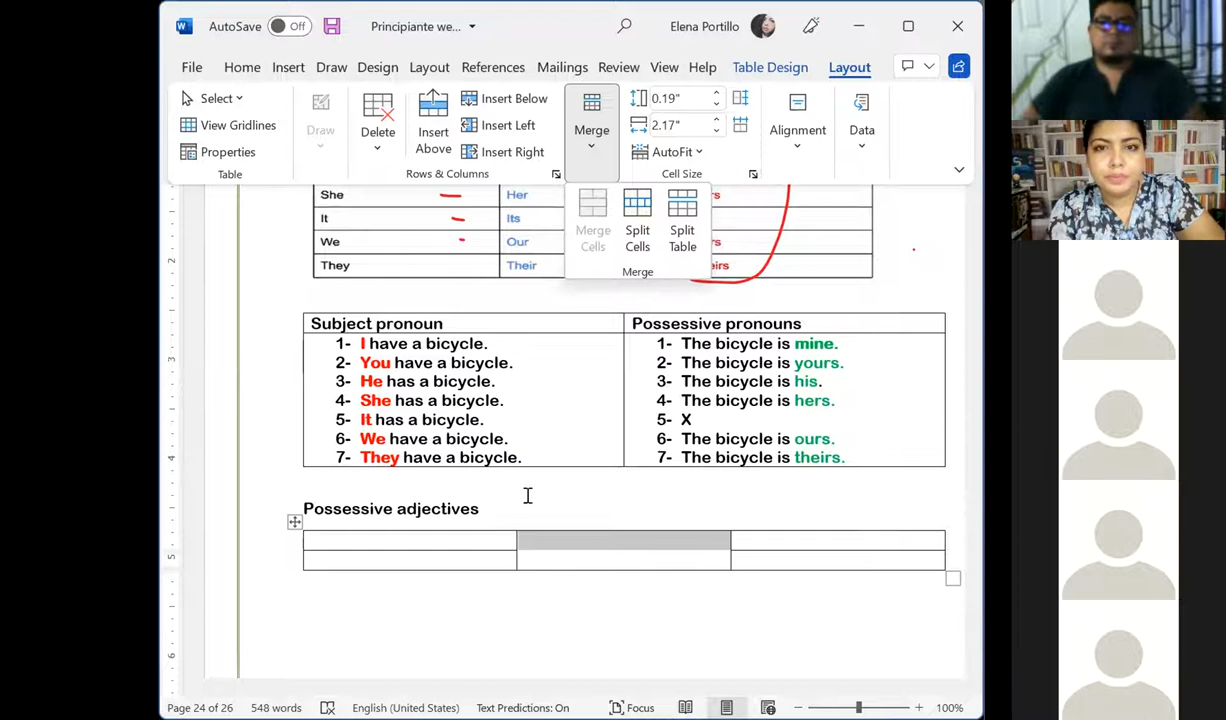 AutoSave Off Principiante we... Elena Portillo
File Home Insert Draw Design Layout References Mailings Review View Help Table Design Layout
Select
View Gridlines
Properties
Table
Draw
Delete
Insert Above
Insert Below
Insert Left
Insert Right
Rows & Columns
Merge
0.19"
2.17"
AutoFit
Cell Size
Alignment
Data
Merge Cells
Split Cells
Split Table
Merge
She Her
It Its
We Our
They Their
Subject pronoun Possessive pronouns
1- I have a bicycle. 1- The bicycle is mine.
2- You have a bicycle. 2- The bicycle is yours.
3- He has a bicycle. 3- The bicycle is his.
4- She has a bicycle. 4- The bicycle is hers.
5- It has a bicycle. 5- X
6- We have a bicycle. 6- The bicycle is ours.
7- They have a bicycle. 7- The bicycle is theirs.
Possessive adjectives
2
3
4
5
6
Page 24 of 26 548 words English (United States) Text Predictions: On Focus 100%